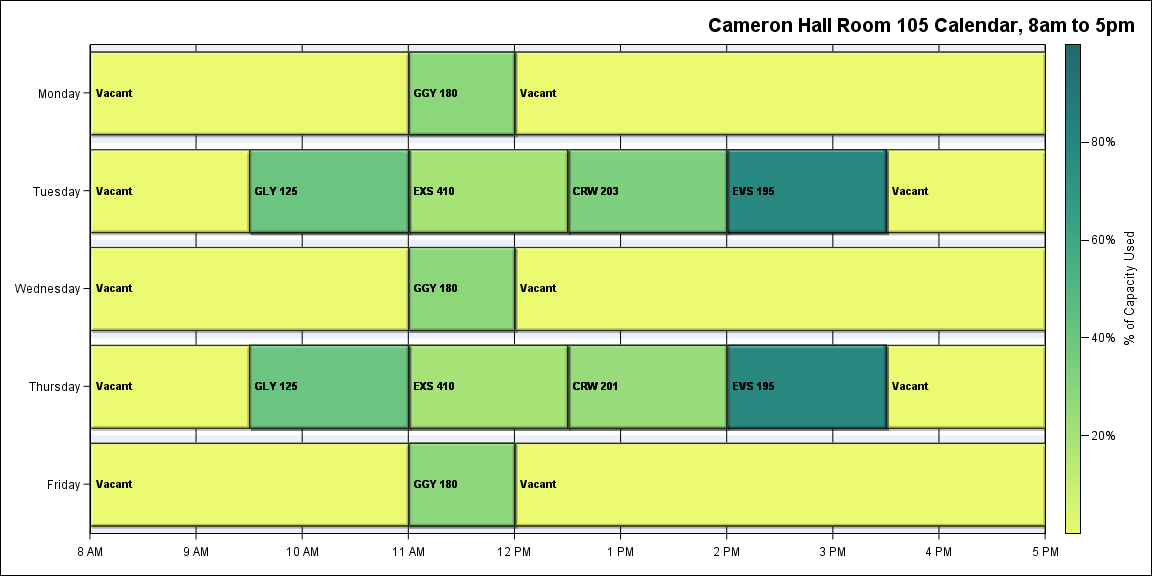 Cameron Hall Room 105 Calendar, 8am to 5pm
Monday
Vacant
GGY 180
Vacant
Tuesday
Vacant
GLY 125
EXS 410
CRW 203
EVS 195
Vacant
Wednesday
Vacant
GGY 180
Vacant
Thursday
Vacant
GLY 125
EXS 410
CRW 201
EVS 195
Vacant
Friday
Vacant
GGY 180
Vacant
8 AM
9 AM
10 AM
11 AM
12 PM
1 PM
2 PM
3 PM
4 PM
5 PM
80%
60%
40%
20%
% of Capacity Used